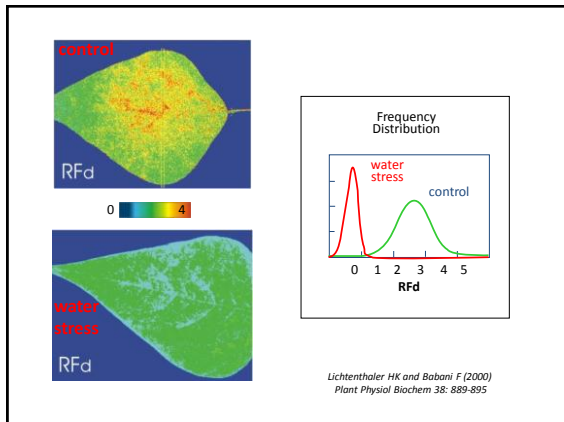 control
RFd
0 4
water
stress
RFd
Frequency
Distribution
water
stress
control
0 1 2 3 4 5
RFd
Lichtenthaler HK and Babani F (2000)
Plant Physiol Biochem 38: 889-895